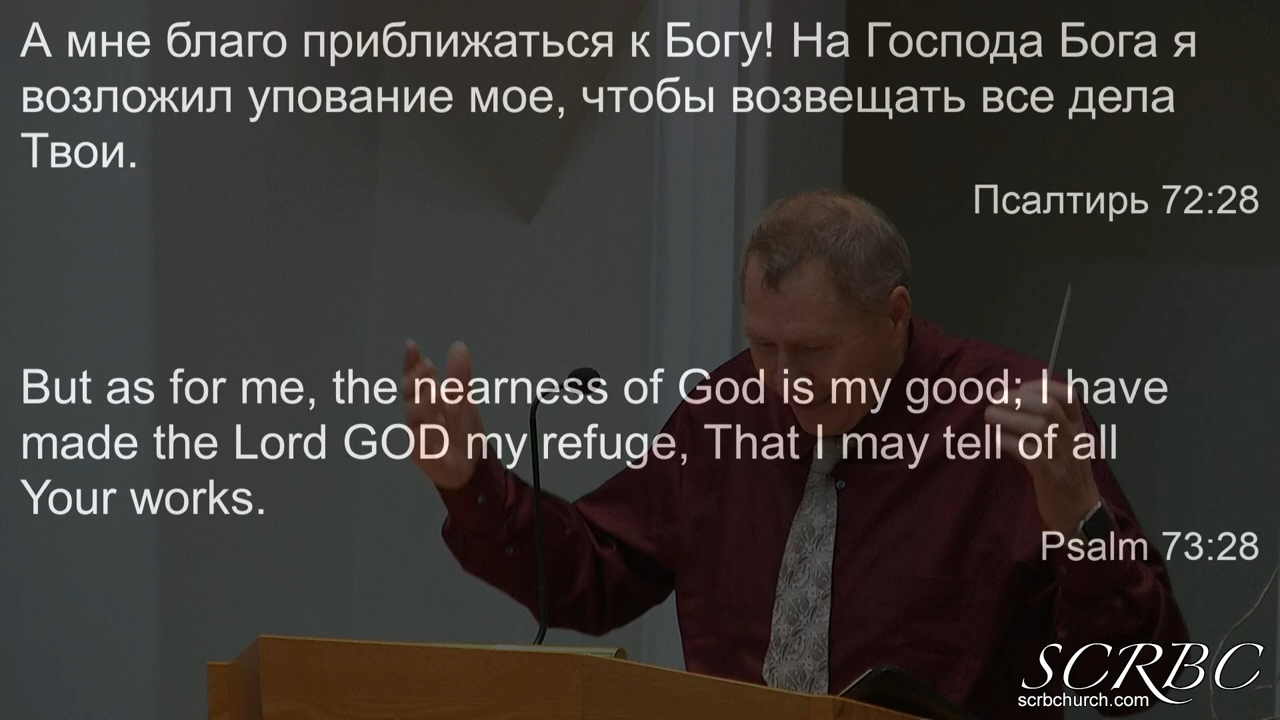 А мне благо приближаться к Богу! На Господа Бога я
возложил упование мое, чтобы возвещать все дела
Твои.
Псалтирь 72:28
But as for me, the nearness of God is my good; I have
made the Lord GOD my refuge, That I may tell of all
Your works.
Psalm 73:28
SCRBC
scrbchurch.com